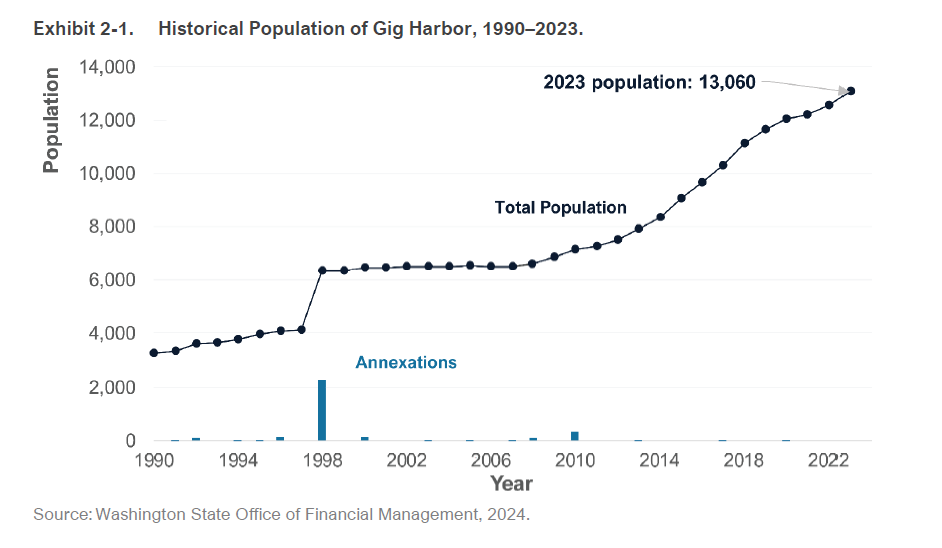 Exhibit 2-1. Historical Population of Gig Harbor, 1990–2023.
Population
14,000
12,000
10,000
8,000
6,000
4,000
2,000
0
2023 population: 13,060
Total Population
Annexations
1990 1994 1998 2002 2006 2010 2014 2018 2022
Year
Source: Washington State Office of Financial Management, 2024.